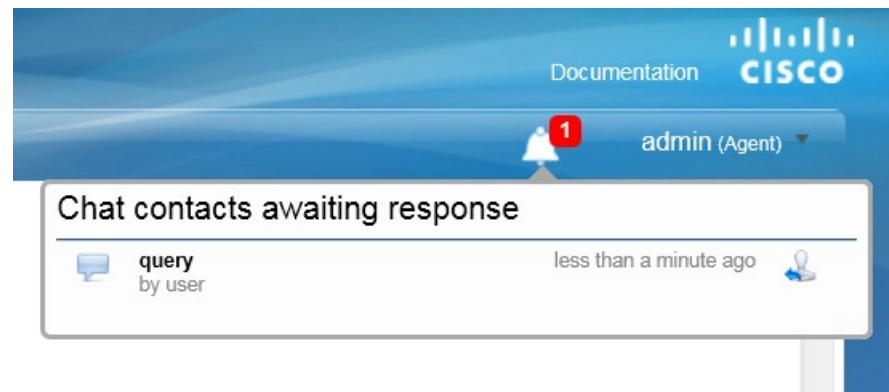 Documentation
CISCO
1
admin (Agent)
Chat contacts awaiting response
query
less than a minute ago
by user